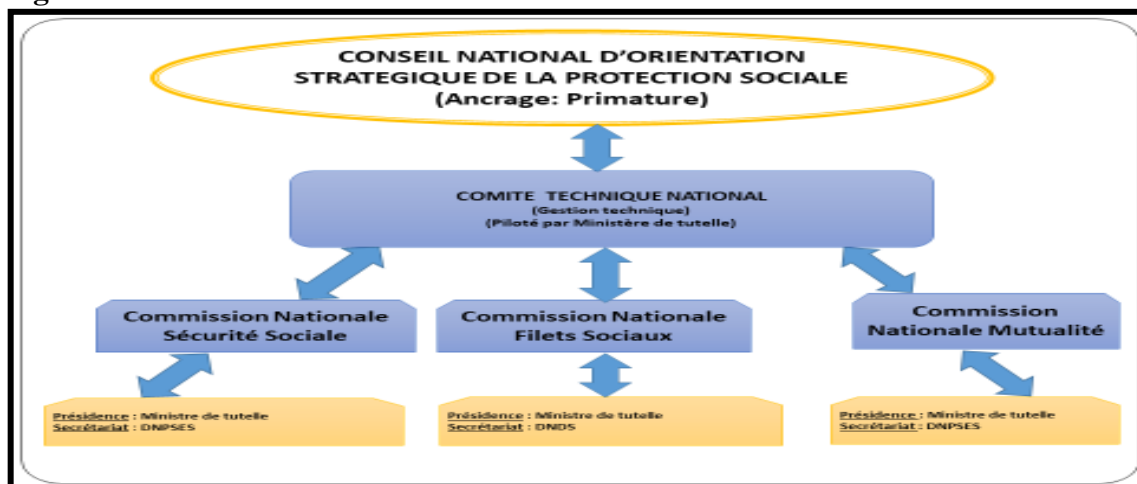 CONSEIL NATIONAL D'ORIENTATION
STRATEGIQUE DE LA PROTECTION SOCIALE
(Ancrage: Primature)
COMITE TECHNIQUE NATIONAL
(Gestion technique)
(Piloté par Ministère de tutelle)
Commission Nationale
Sécurité Sociale
Commission Nationale
Filets Sociaux
Commission
Nationale Mutualité
Présidence : Ministre de tutelle
Secrétariat : DNPSES
Présidence : Ministre de tutelle
Secrétariat : DNDS
Présidence : Ministre de tutelle
Secrétariat : DNPSES